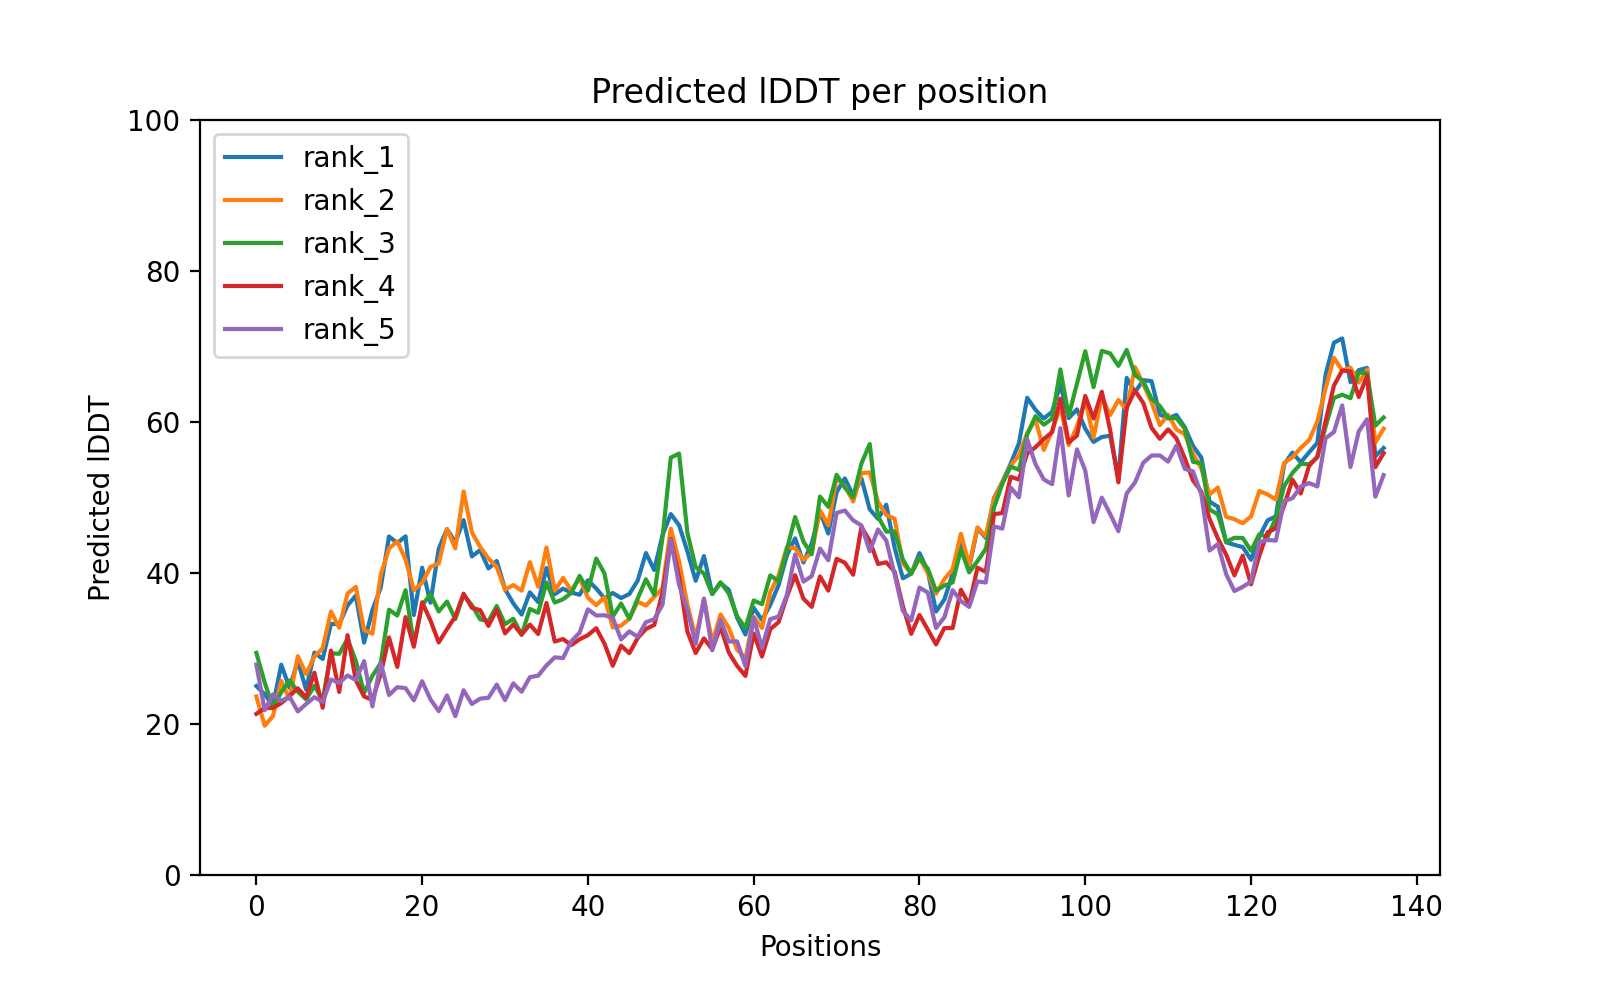 Predicted lDDT per position
100
80
60
40
20
0
Predicted lDDT
rank_1
rank_2
rank_3
rank_4
rank_5
0 20 40 60 80 100 120 140
Positions